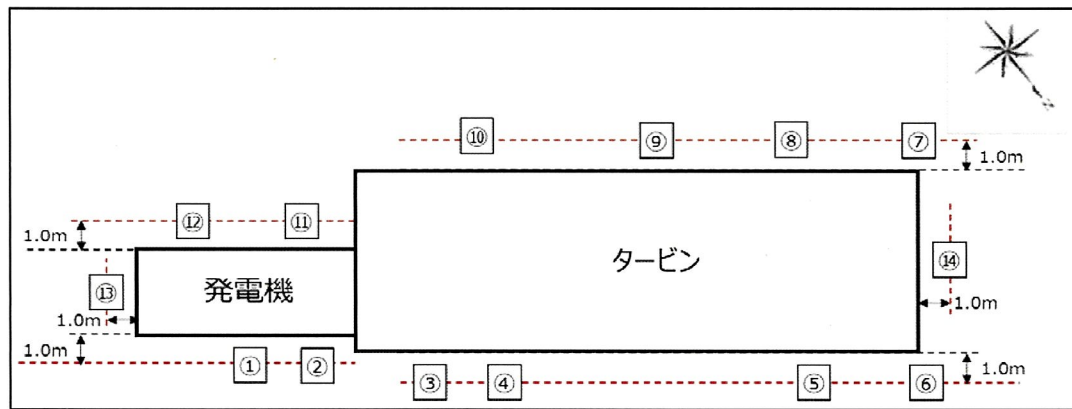 ⑩ ⑨ ⑧ ⑦
1.0m
⑫ ⑪
1.0m
タービン
⑬ 発電機 ⑭
1.0m 1.0m
1.0m
① ②
③ ④ ⑤ ⑥
1.0m